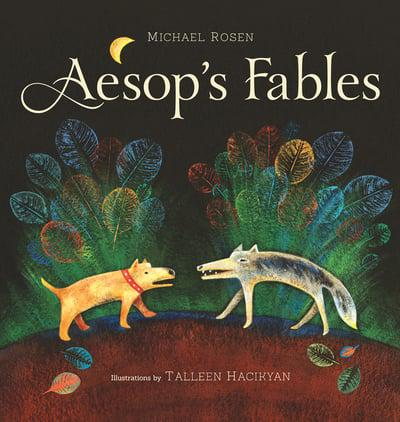 MICHAEL ROSEN
Aesop's Fables
Illustrations by TALLEEN HACIKYAN